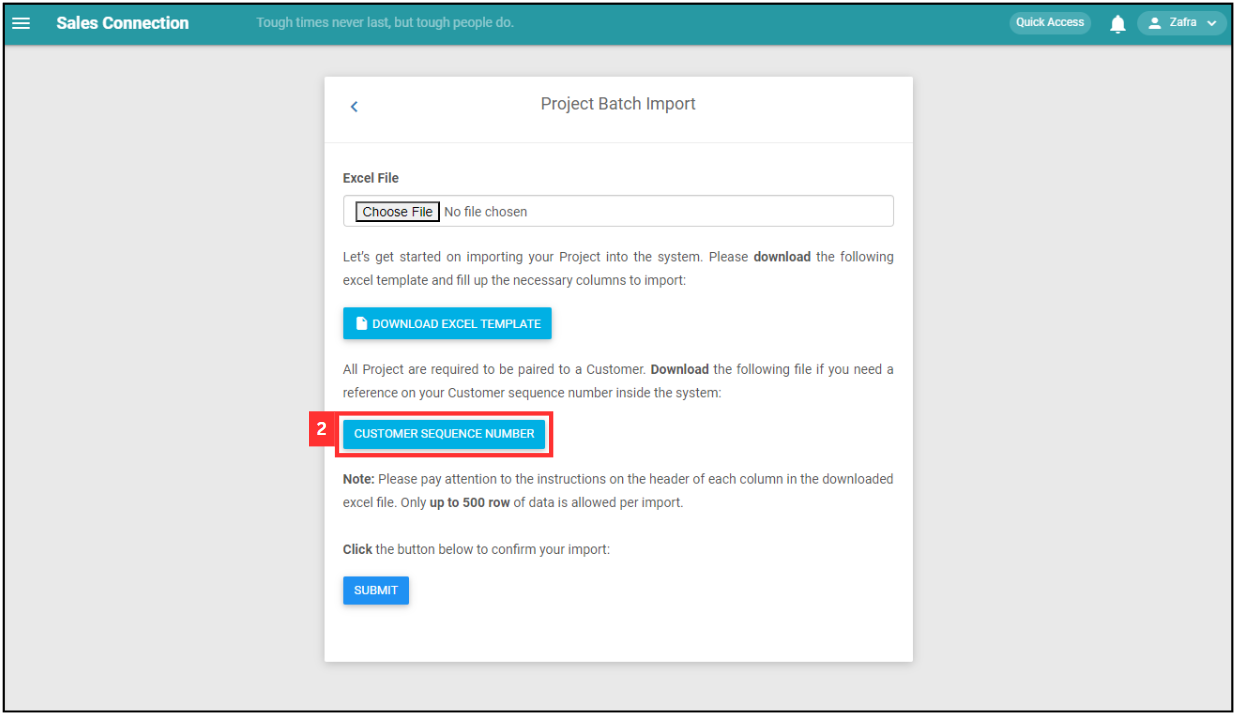 Sales Connection Tough times never last, but tough people do. Quick Access Zafra
Project Batch Import
Excel File
Choose File No file chosen
Let's get started on importing your Project into the system. Please download the following
excel template and fill up the necessary columns to import:
DOWNLOAD EXCEL TEMPLATE
All Project are required to be paired to a Customer. Download the following file if you need a
reference on your Customer sequence number inside the system:
2 CUSTOMER SEQUENCE NUMBER
Note: Please pay attention to the instructions on the header of each column in the downloaded
excel file. Only up to 500 row of data is allowed per import.
Click the button below to confirm your import:
SUBMIT